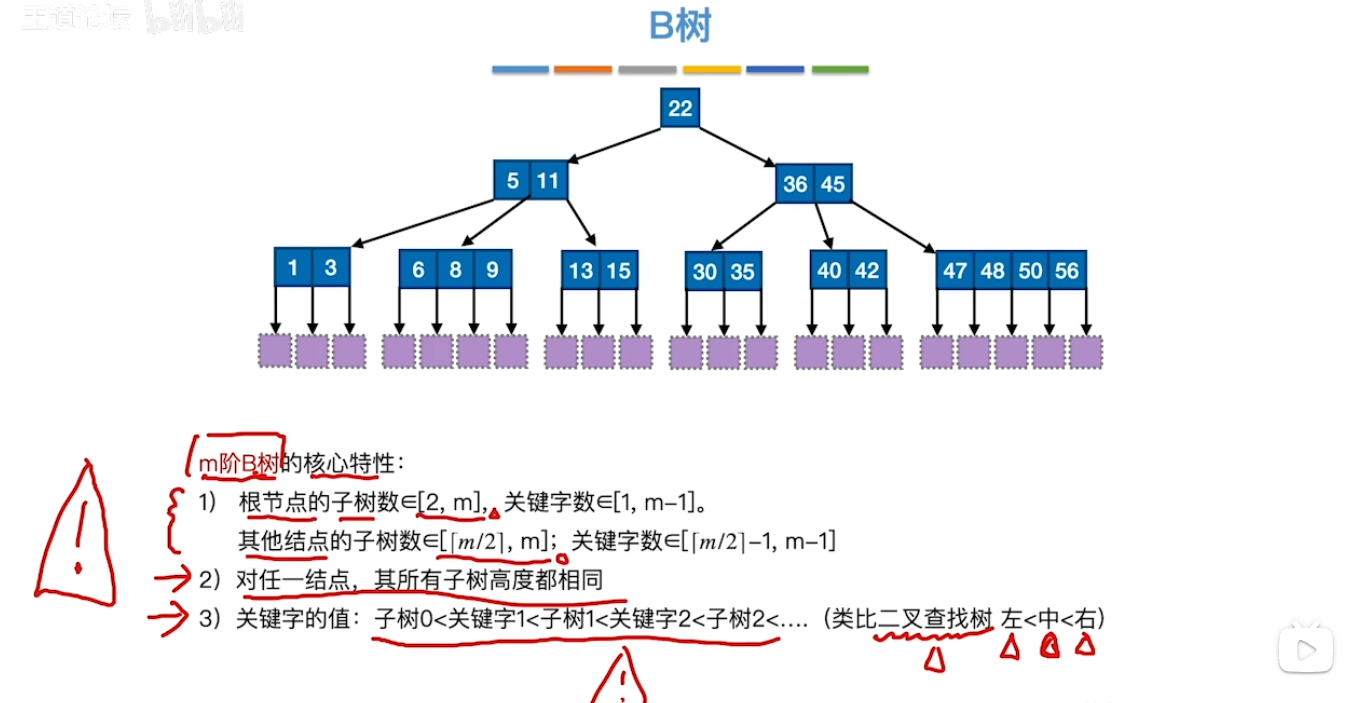 王道论坛 bilibili
B树
22
5 11
36 45
1 3
6 8 9
13 15
30 35
40 42
47 48 50 56
m阶B树的核心特性：
1） 根节点的子树数∈[2, m]，关键字数∈[1, m−1]。
其他结点的子树数∈[⌈m/2⌉, m]；关键字数∈[⌈m/2⌉−1, m−1]
2）对任一结点，其所有子树高度都相同
3）关键字的值：子树0<关键字1<子树1<关键字2<子树2<…. （类比二叉查找树 左<中<右）